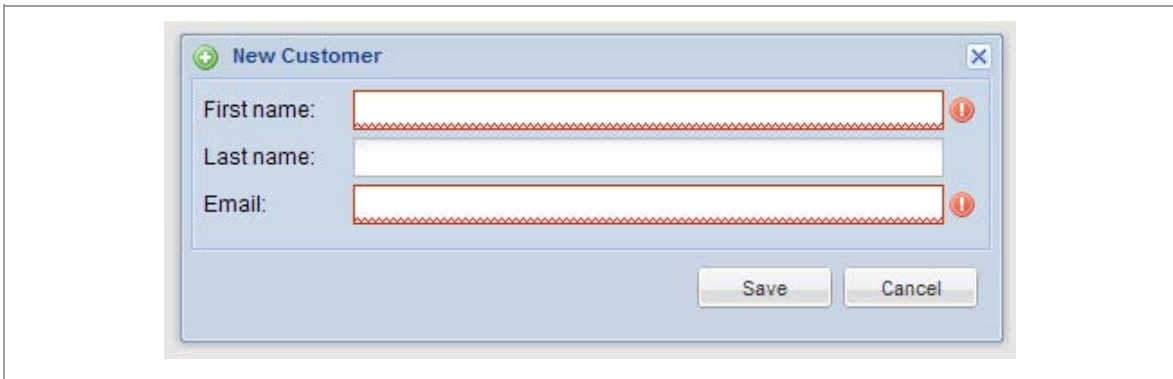 New Customer
First name:
Last name:
Email:
Save Cancel